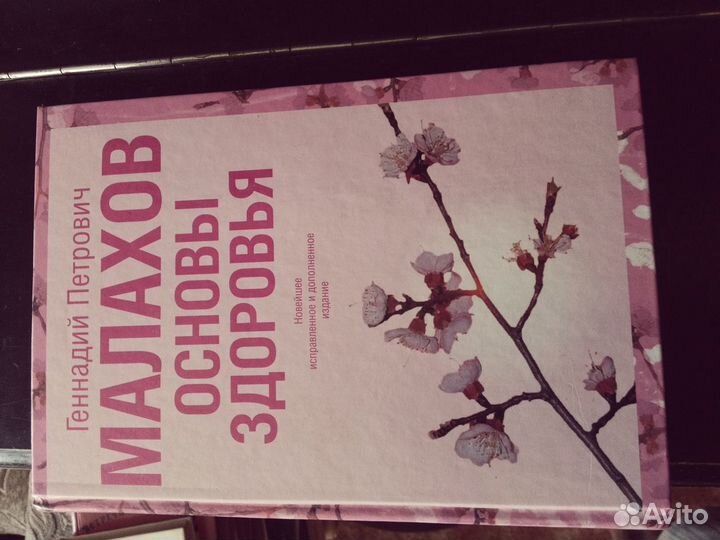 Геннадий Петрович
МАЛАХОВ
ОСНОВЫ
ЗДОРОВЬЯ
Новейшее
исправленное и дополненное
издание
Avito